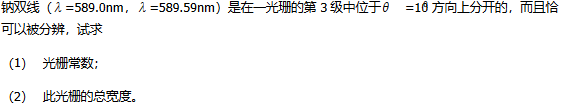 钠双线（λ=589.0nm，λ=589.59nm）是在一光栅的第 3 级中位于θ =10⁰ 方向上分开的，而且恰
可以被分辨，试求
（1） 光栅常数；
（2） 此光栅的总宽度。